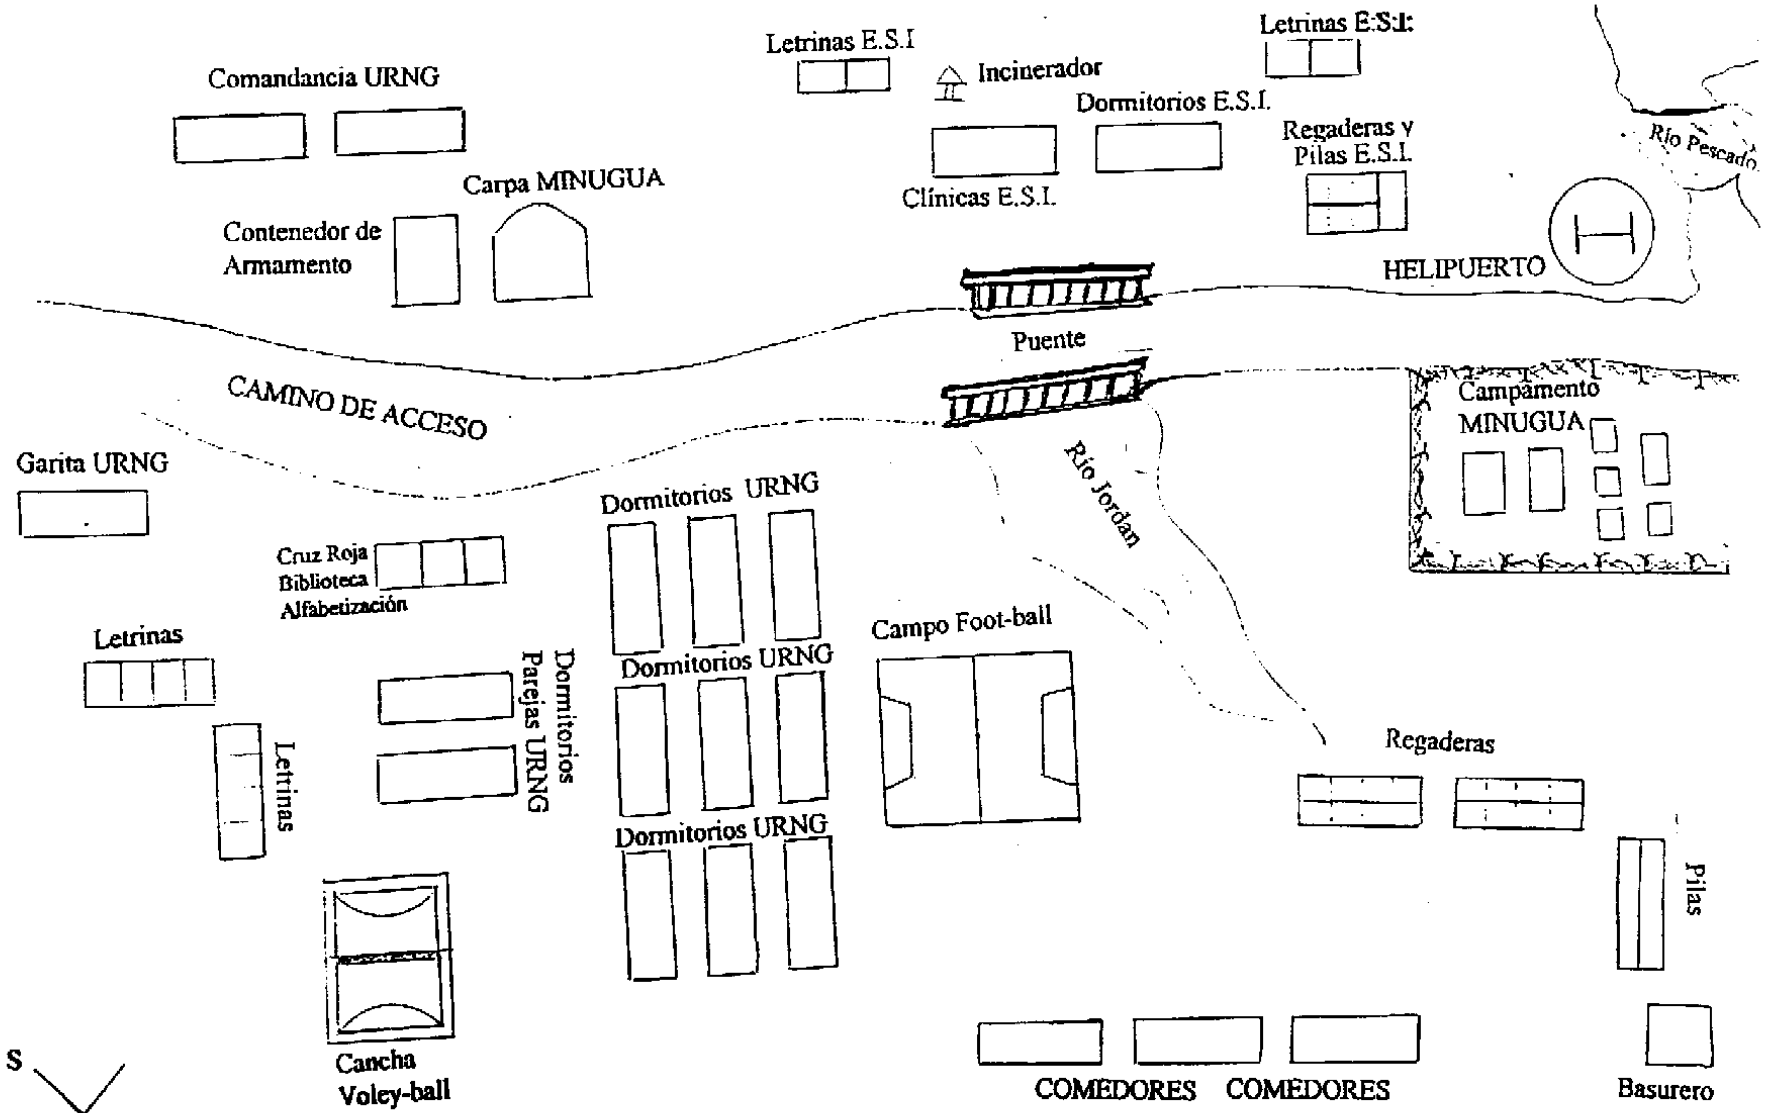 Letrinas E.S.I
Letrinas E.S.I.
Comandancia URNG
Incinerador
Dormitorios E.S.I.
Regaderas y
Pilas E.S.I.
Río Pescado
Carpa MINUGUA
Clínicas E.S.I.
Contenedor de
Armamento
HELIPUERTO
H
Puente
CAMINO DE ACCESO
Campamento
MINUGUA
Garita URNG
Río Jordan
Dormitorios URNG
Cruz Roja
Biblioteca
Alfabetización
Letrinas
Campo Foot-ball
Dormitorios URNG
Dormitorios
Parejas URNG
Letrinas
Regaderas
Dormitorios URNG
Pilas
S
Cancha
Voley-ball
COMEDORES COMEDORES
Basurero